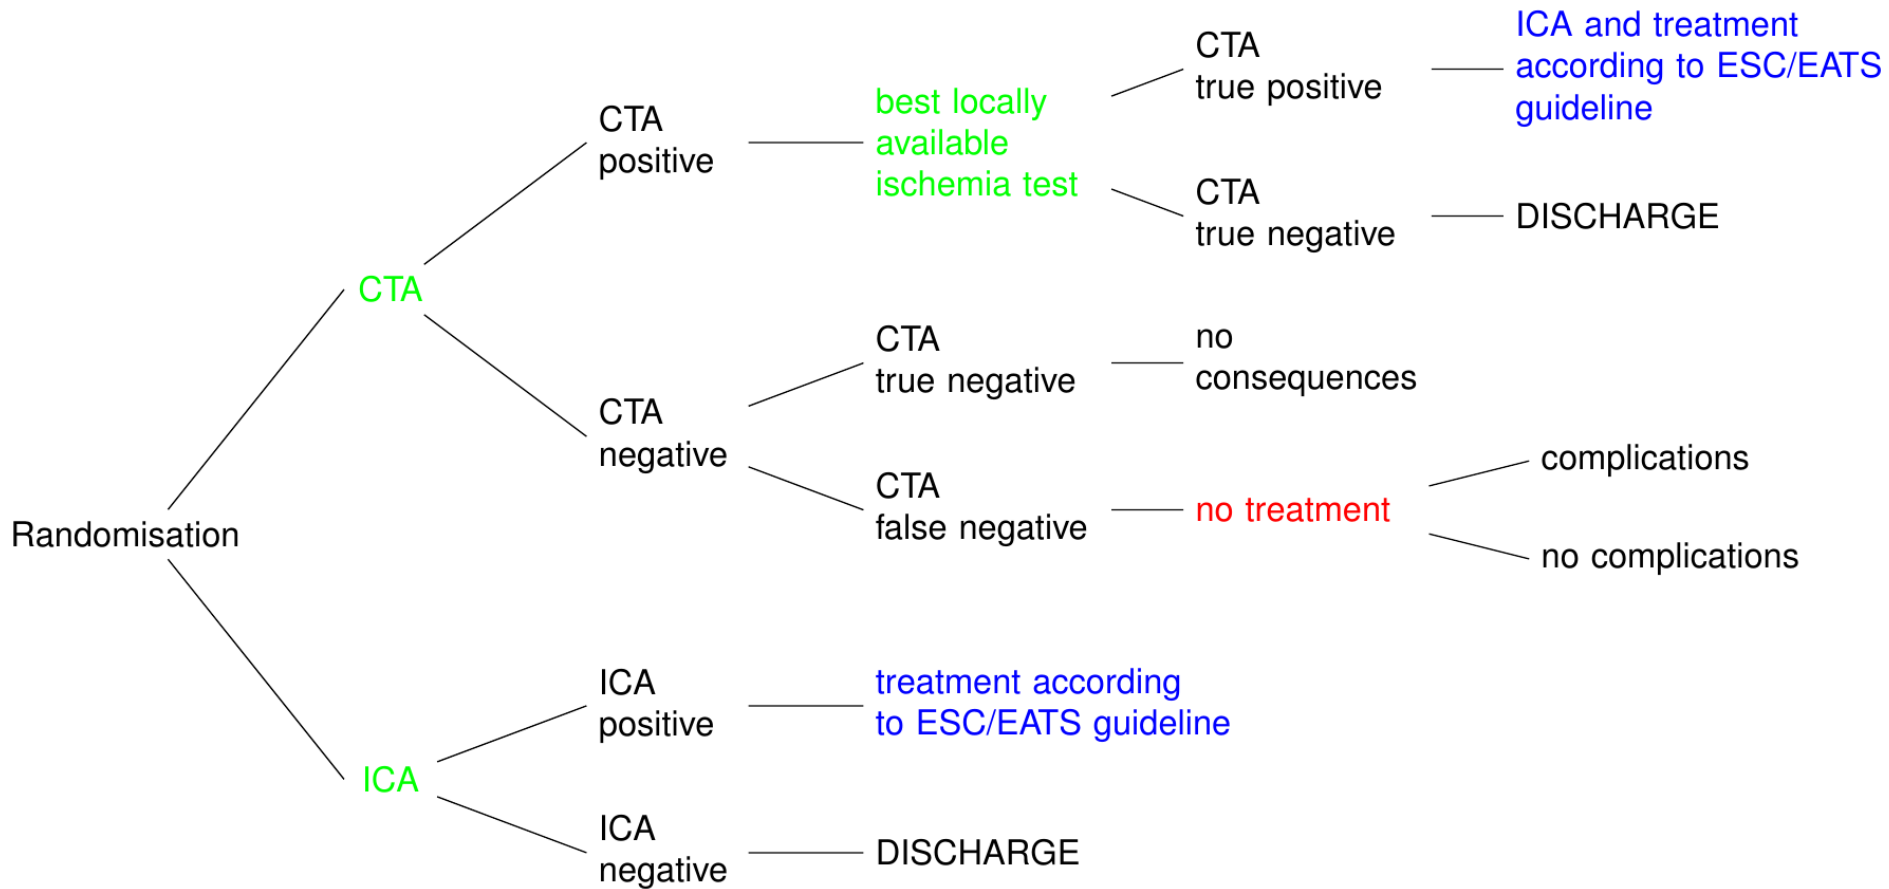 Randomisation
CTA
CTA
positive
best locally
available
ischemia test
CTA
true positive
ICA and treatment
according to ESC/EATS
guideline
CTA
true negative
DISCHARGE
CTA
negative
CTA
true negative
no
consequences
CTA
false negative
no treatment
complications
no complications
ICA
ICA
positive
treatment according
to ESC/EATS guideline
ICA
negative
DISCHARGE